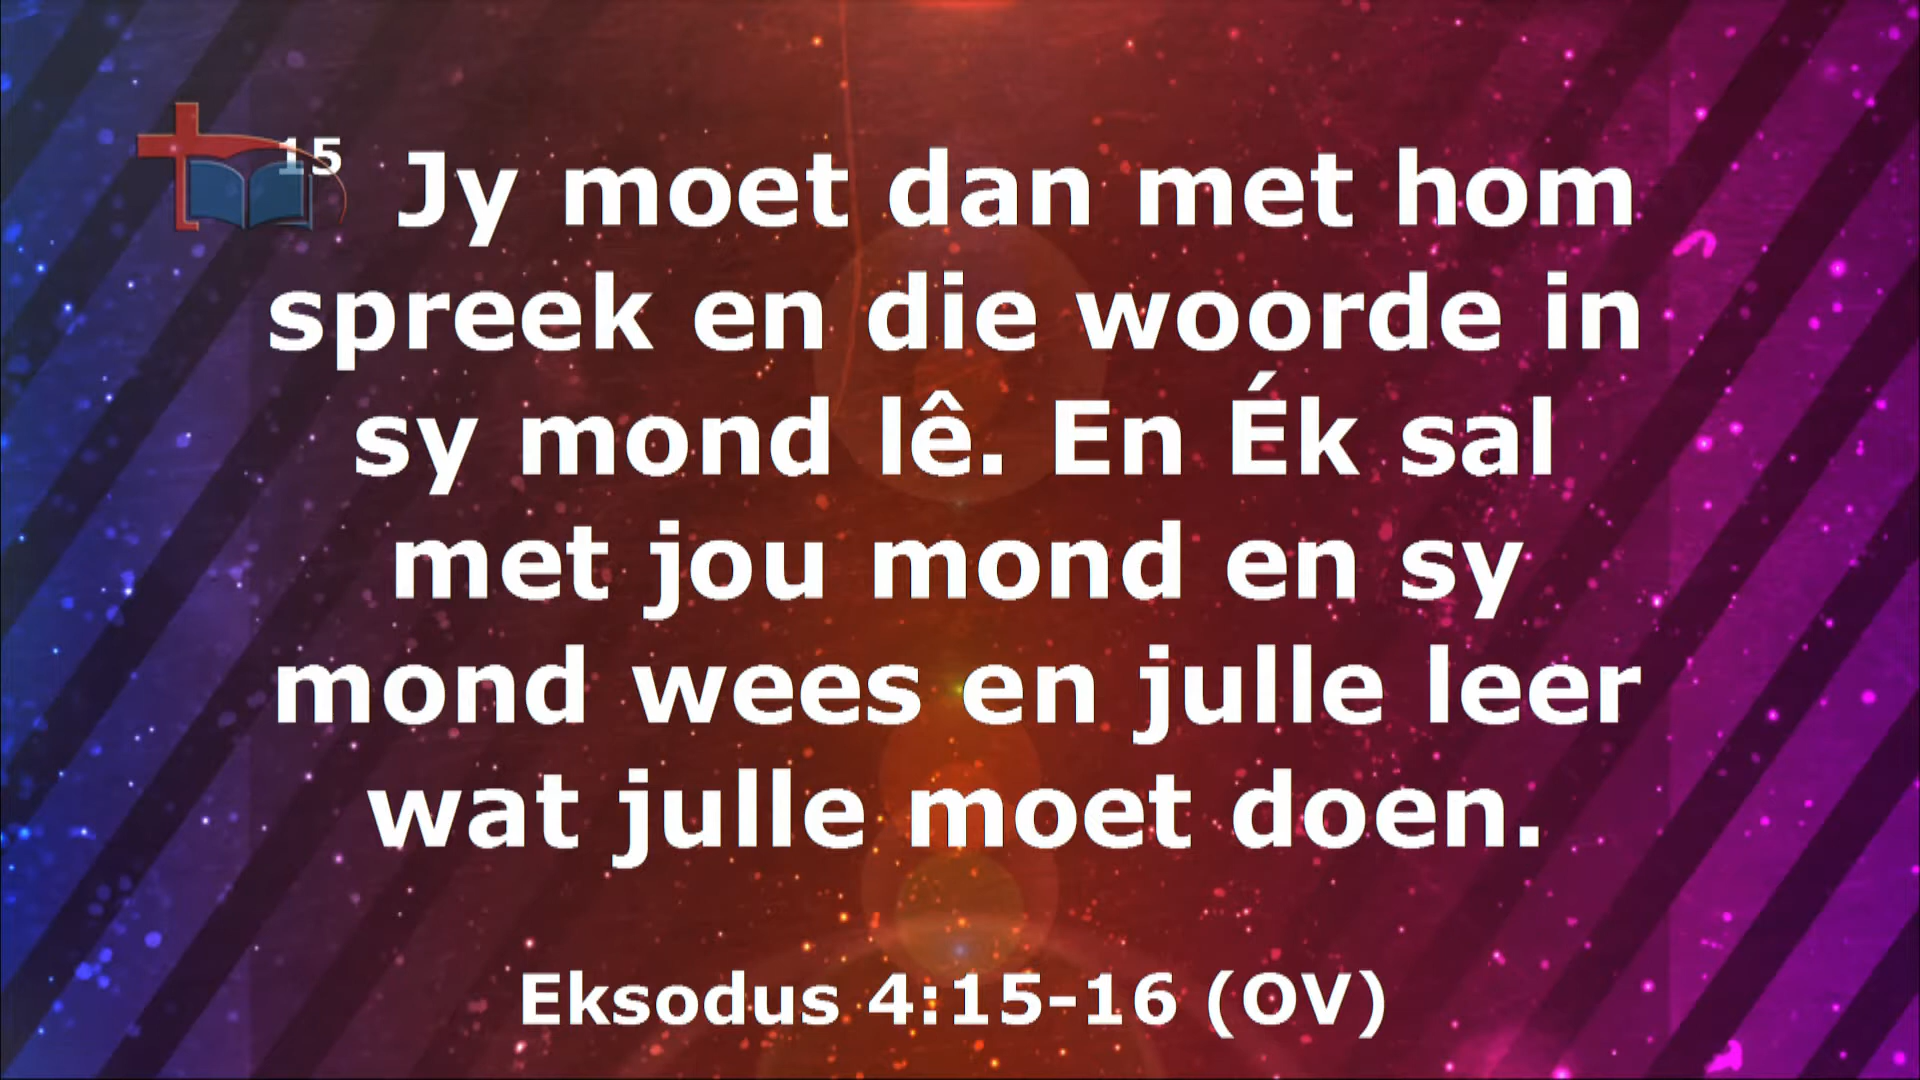 15 Jy moet dan met hom
spreek en die woorde in
sy mond lê. En Ék sal
met jou mond en sy
mond wees en julle leer
wat julle moet doen.
Eksodus 4:15-16 (OV)